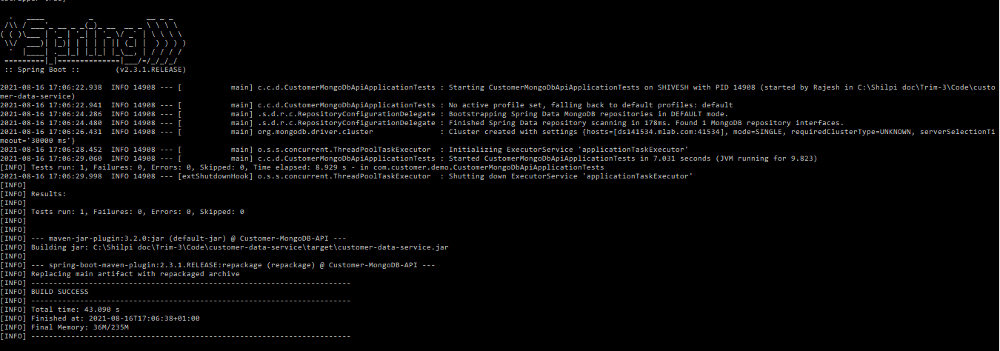 .   ____          _            __ _ _
 /\\ / ___'_ __ _ _(_)_ __  __ _ \ \ \ \
( ( )\___ | '_ | '_| | '_ \/ _` | \ \ \ \
 \\/  ___)| |_)| | | | | || (_| |  ) ) ) )
  '  |____| .__|_| |_|_| |_\__, | / / / /
 =========|_|==============|___/=/_/_/_/
 :: Spring Boot ::        (v2.3.1.RELEASE)
2021-08-16 17:06:22.938  INFO 14908 --- [           main] c.c.d.CustomerMongoDbApiApplicationTests : Starting CustomerMongoDbApiApplicationTests on SHIVESH with PID 14908 (started by Rajesh in C:\Shilpi doc\Trim-3\Code\custo
mer-data-service)
2021-08-16 17:06:22.941  INFO 14908 --- [           main] c.c.d.CustomerMongoDbApiApplicationTests : No active profile set, falling back to default profiles: default
2021-08-16 17:06:24.286  INFO 14908 --- [           main] .s.d.r.c.RepositoryConfigurationDelegate : Bootstrapping Spring Data MongoDB repositories in DEFAULT mode.
2021-08-16 17:06:24.480  INFO 14908 --- [           main] .s.d.r.c.RepositoryConfigurationDelegate : Finished Spring Data repository scanning in 178ms. Found 1 MongoDB repository interfaces.
2021-08-16 17:06:26.431  INFO 14908 --- [           main] org.mongodb.driver.cluster               : Cluster created with settings {hosts=[ds141534.mlab.com:41534], mode=SINGLE, requiredClusterType=UNKNOWN, serverSelectionTi
meout='30000 ms'}
2021-08-16 17:06:28.452  INFO 14908 --- [           main] o.s.s.concurrent.ThreadPoolTaskExecutor  : Initializing ExecutorService 'applicationTaskExecutor'
2021-08-16 17:06:29.060  INFO 14908 --- [           main] c.c.d.CustomerMongoDbApiApplicationTests : Started CustomerMongoDbApiApplicationTests in 7.031 seconds (JVM running for 9.823)
[INFO] Tests run: 1, Failures: 0, Errors: 0, Skipped: 0, Time elapsed: 8.929 s - in com.customer.demo.CustomerMongoDbApiApplicationTests
2021-08-16 17:06:29.998  INFO 14908 --- [extShutdownHook] o.s.s.concurrent.ThreadPoolTaskExecutor  : Shutting down ExecutorService 'applicationTaskExecutor'
[INFO]
[INFO] Results:
[INFO]
[INFO] Tests run: 1, Failures: 0, Errors: 0, Skipped: 0
[INFO]
[INFO]
[INFO] --- maven-jar-plugin:3.2.0:jar (default-jar) @ Customer-MongoDB-API ---
[INFO] Building jar: C:\Shilpi doc\Trim-3\Code\customer-data-service\target\customer-data-service.jar
[INFO]
[INFO] --- spring-boot-maven-plugin:2.3.1.RELEASE:repackage (repackage) @ Customer-MongoDB-API ---
[INFO] Replacing main artifact with repackaged archive
[INFO] ------------------------------------------------------------------------
[INFO] BUILD SUCCESS
[INFO] ------------------------------------------------------------------------
[INFO] Total time: 43.090 s
[INFO] Finished at: 2021-08-16T17:06:38+01:00
[INFO] Final Memory: 36M/235M
[INFO] ------------------------------------------------------------------------